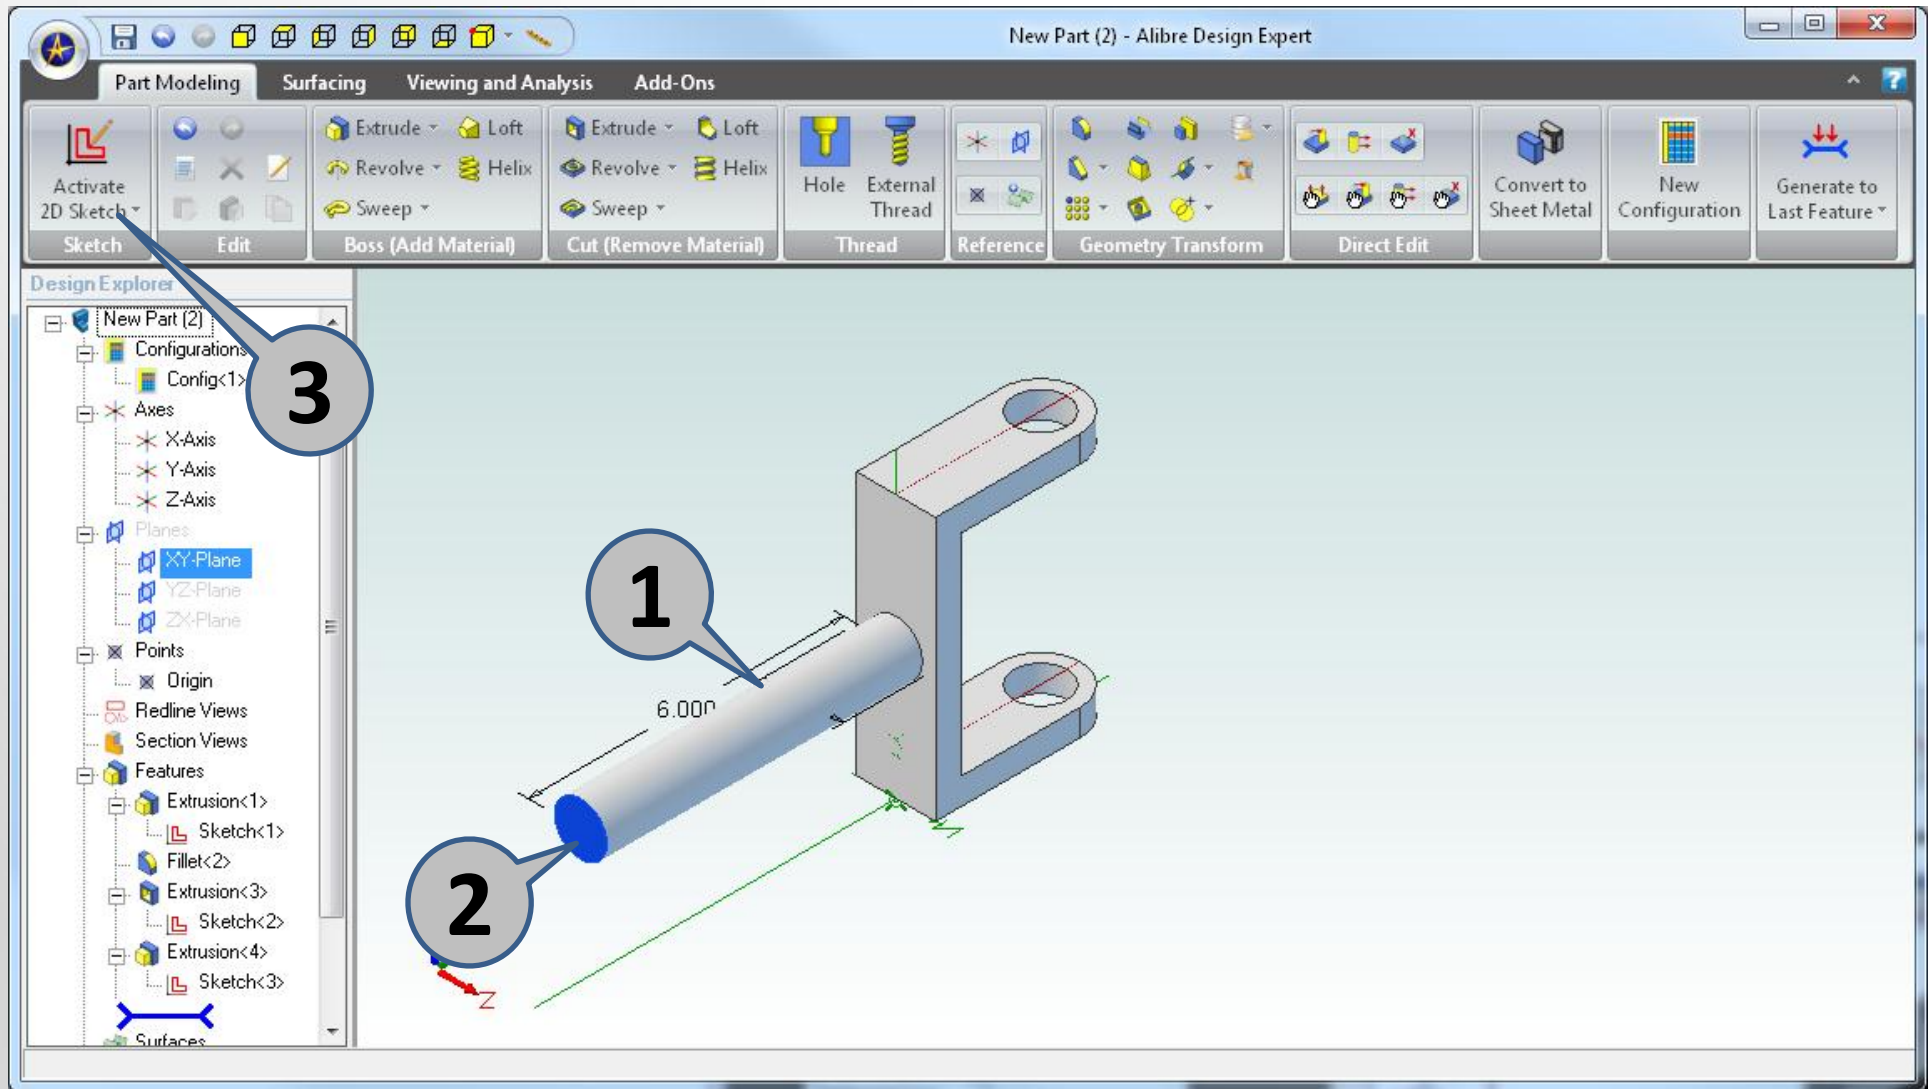 New Part (2) - Alibre Design Expert
Part Modeling Surfacing Viewing and Analysis Add-Ons
Activate
2D Sketch
Sketch
Edit
Extrude Loft
Revolve Helix
Sweep
Boss (Add Material)
Extrude Loft
Revolve Helix
Sweep
Cut (Remove Material)
Hole
External
Thread
Thread
Reference
Geometry Transform
Direct Edit
Convert to
Sheet Metal
New
Configuration
Generate to
Last Feature
Design Explorer
New Part (2)
Configurations
Config<1>
Axes
X-Axis
Y-Axis
Z-Axis
Planes
XY-Plane
YZ-Plane
ZX-Plane
Points
Origin
Redline Views
Section Views
Features
Extrusion<1>
Sketch<1>
Fillet<2>
Extrusion<3>
Sketch<2>
Extrusion<4>
Sketch<3>
Surfaces
3
1
6.000
2
Z